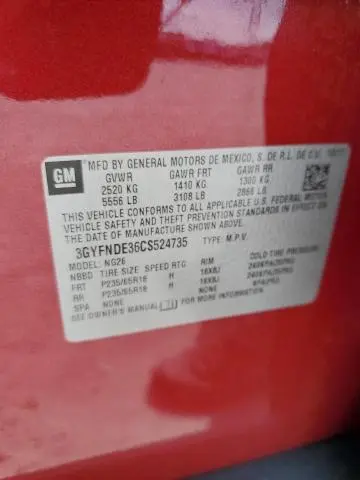 GM
MFD BY GENERAL MOTORS DE MEXICO, S. DE R.L. DE C.V.
GVWR GAWR FRT GAWR RR
2520 KG 1410 KG 1300 KG
5556 LB 3108 LB 2866 LB
THIS VEHICLE CONFORMS TO ALL APPLICABLE U.S. FEDERAL MOTOR
VEHICLE SAFETY AND THEFT PREVENTION STANDARDS IN EFFECT ON
THE DATE OF MANUFACTURE SHOWN ABOVE.
3GYFNDE36CS524735 TYPE: M.P.V.
MODEL: NG26
NBBD TIRE SIZE SPEED RTG RIM COLD TIRE PRESSURE
FRT P235/65R18 H 18X8J
RR P235/65R18 H 18X8J
SPA NONE NONE
SEE OWNER'S MANUAL FOR MORE INFORMATION.